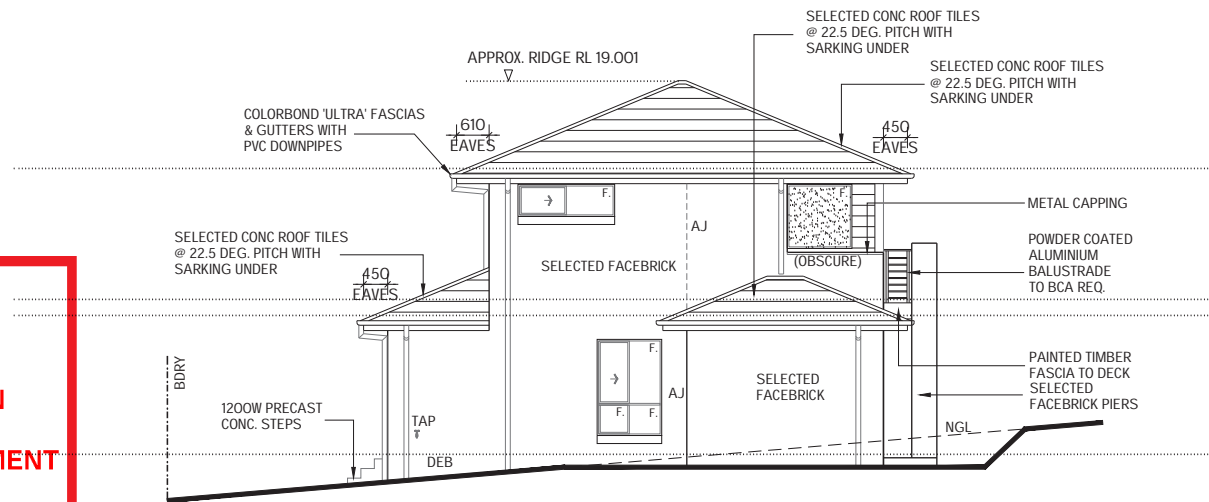 SELECTED CONC ROOF TILES
@ 22.5 DEG. PITCH WITH
SARKING UNDER
APPROX. RIDGE RL 19.001
SELECTED CONC ROOF TILES
@ 22.5 DEG. PITCH WITH
SARKING UNDER
COLORBOND 'ULTRA' FASCIAS
& GUTTERS WITH
PVC DOWNPIPES
610
EAVES
450
EAVES
F.
F.
METAL CAPPING
AJ
SELECTED CONC ROOF TILES
@ 22.5 DEG. PITCH WITH
SARKING UNDER
SELECTED FACEBRICK
(OBSCURE)
POWDER COATED
ALUMINIUM
BALUSTRADE
TO BCA REQ.
450
EAVES
F.
BDRY
PAINTED TIMBER
FASCIA TO DECK
SELECTED
FACEBRICK PIERS
SELECTED
FACEBRICK
AJ
1200W PRECAST
CONC. STEPS
TAP
F.
F.
NGL
DEB
N
MENT